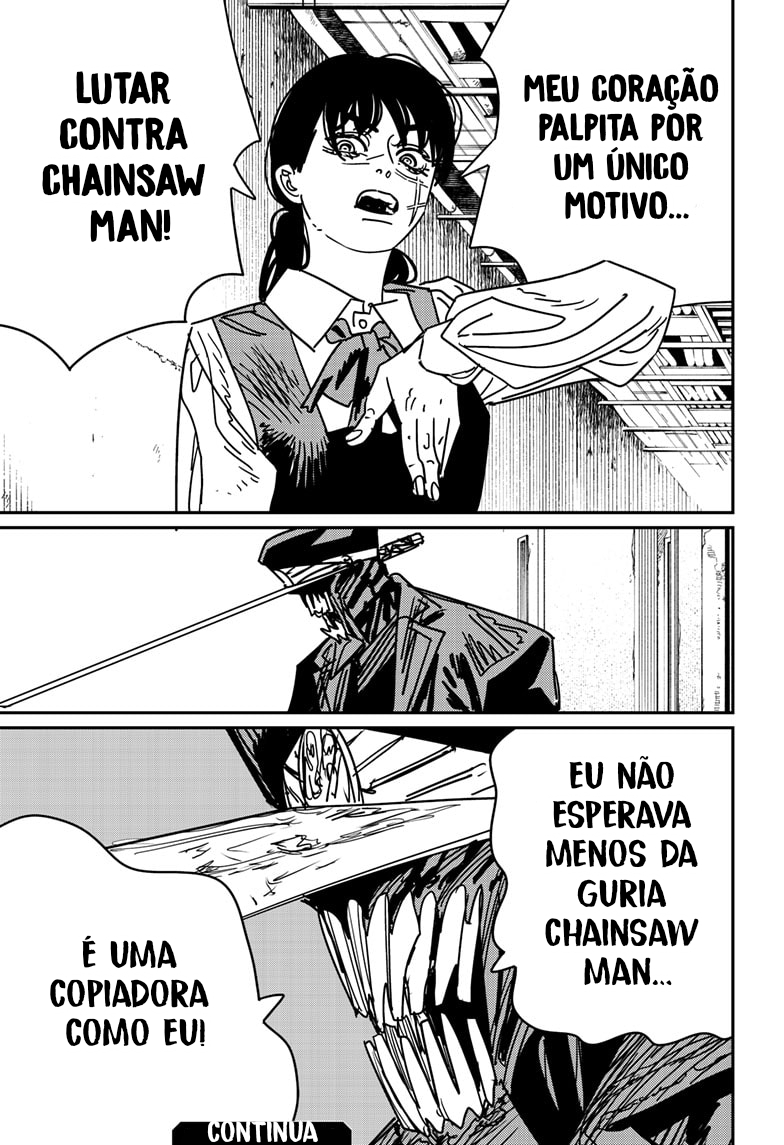 MEU CORAÇÃO
PALPITA POR
UM ÚNICO
MOTIVO...
LUTAR
CONTRA
CHAINSAW
MAN!
EU NÃO
ESPERAVA
MENOS DA
GURIA
CHAINSAW
MAN...
É UMA
COPIADORA
COMO EU!
CONTINUA